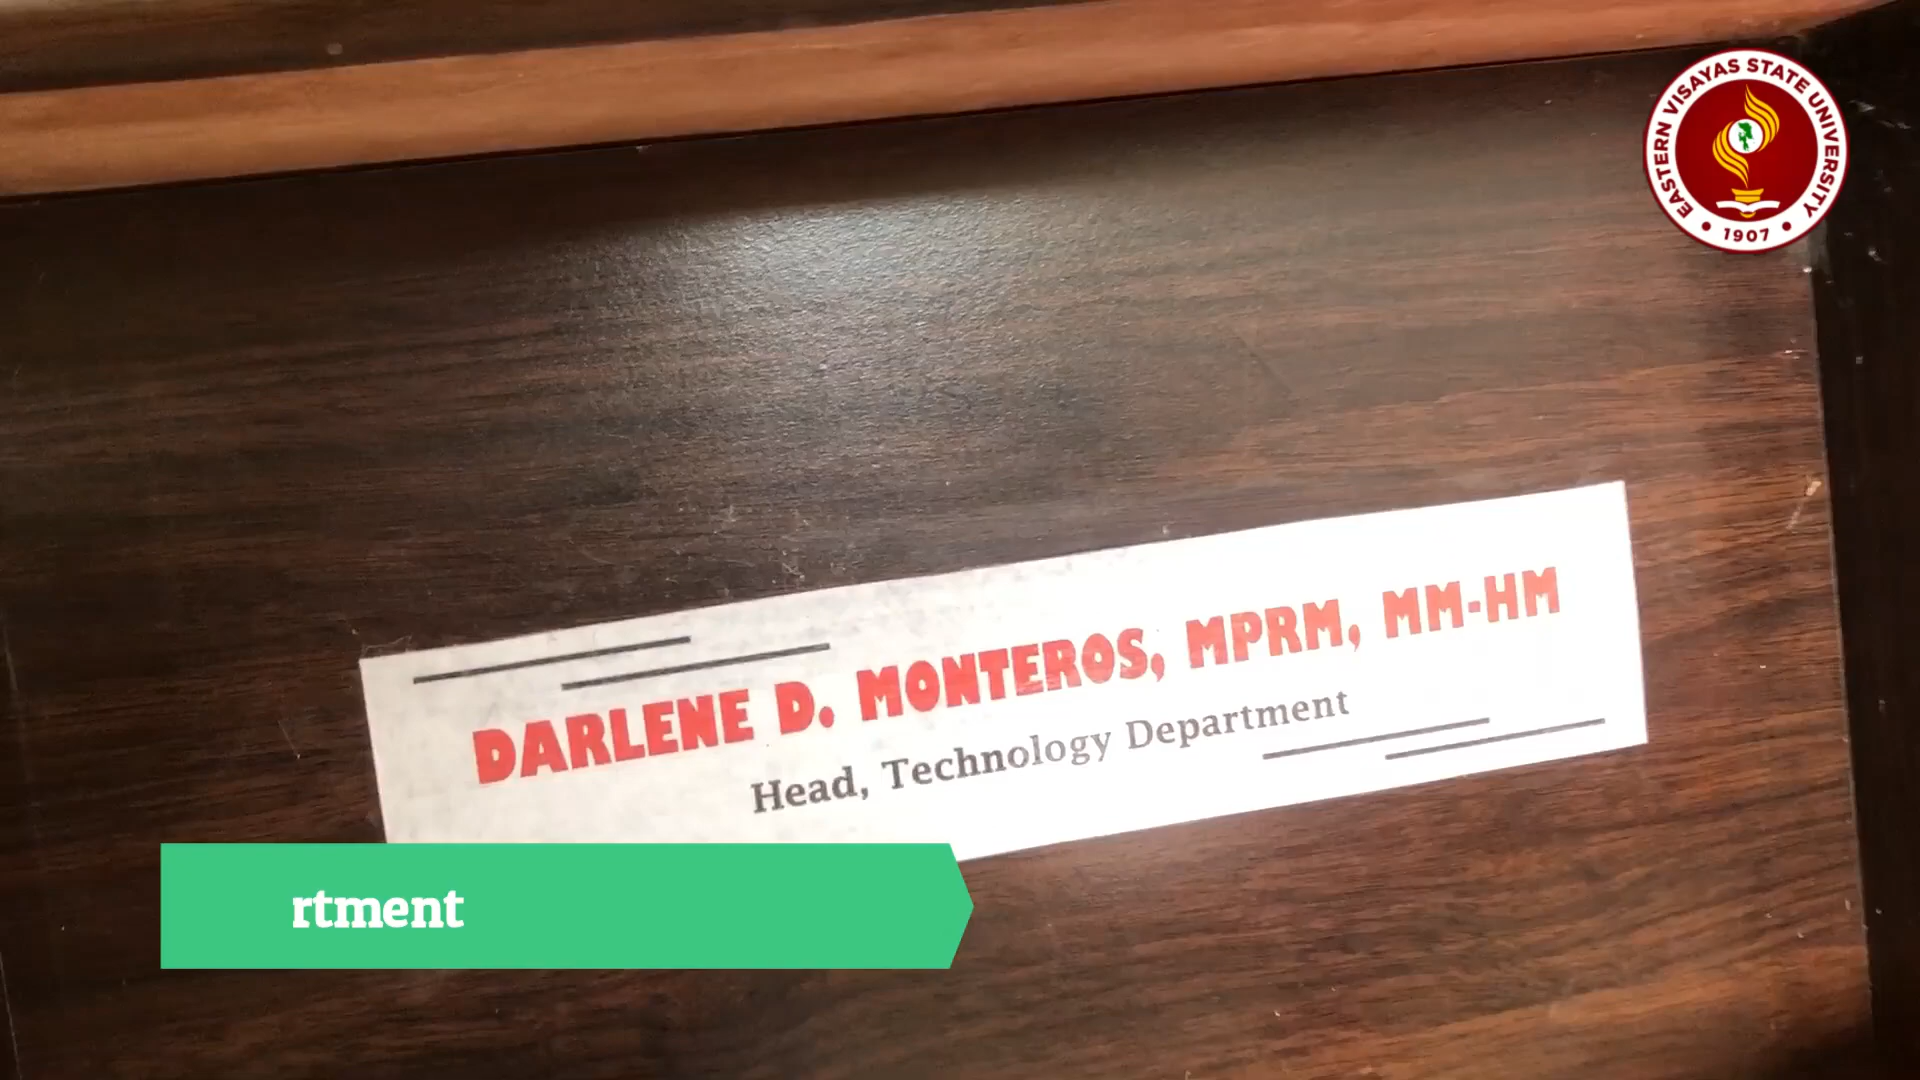 EASTERN VISAYAS STATE UNIVERSITY
1907
DARLENE D. MONTEROS, MPRM, MM-HM
Head, Technology Department
rtment